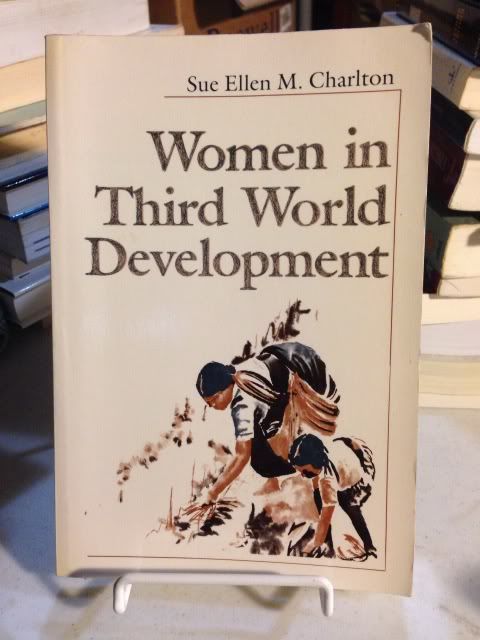 Sue Ellen M. Charlton
Women in
Third World
Development